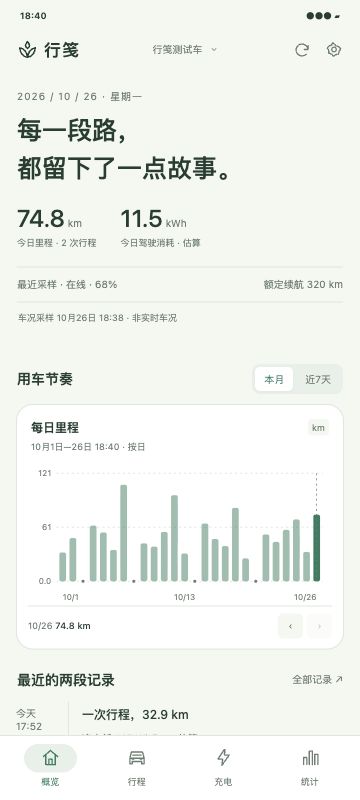 18:40
行笺
行笺测试车
2026 / 10 / 26 · 星期一
每一段路，
都留下了一点故事。
74.8 km
今日里程 · 2 次行程
11.5 kWh
今日驾驶消耗 · 估算
最近采样 · 在线 · 68%
额定续航 320 km
车况采样 10月26日 18:38 · 非实时车况
用车节奏
本月
近7天
每日里程
km
10月1日—26日 18:40 · 按日
121
61
0.0
10/1
10/13
10/26
10/26 74.8 km
最近的两段记录
全部记录 ↗
今天
17:52
一次行程，32.9 km
概览
行程
充电
统计